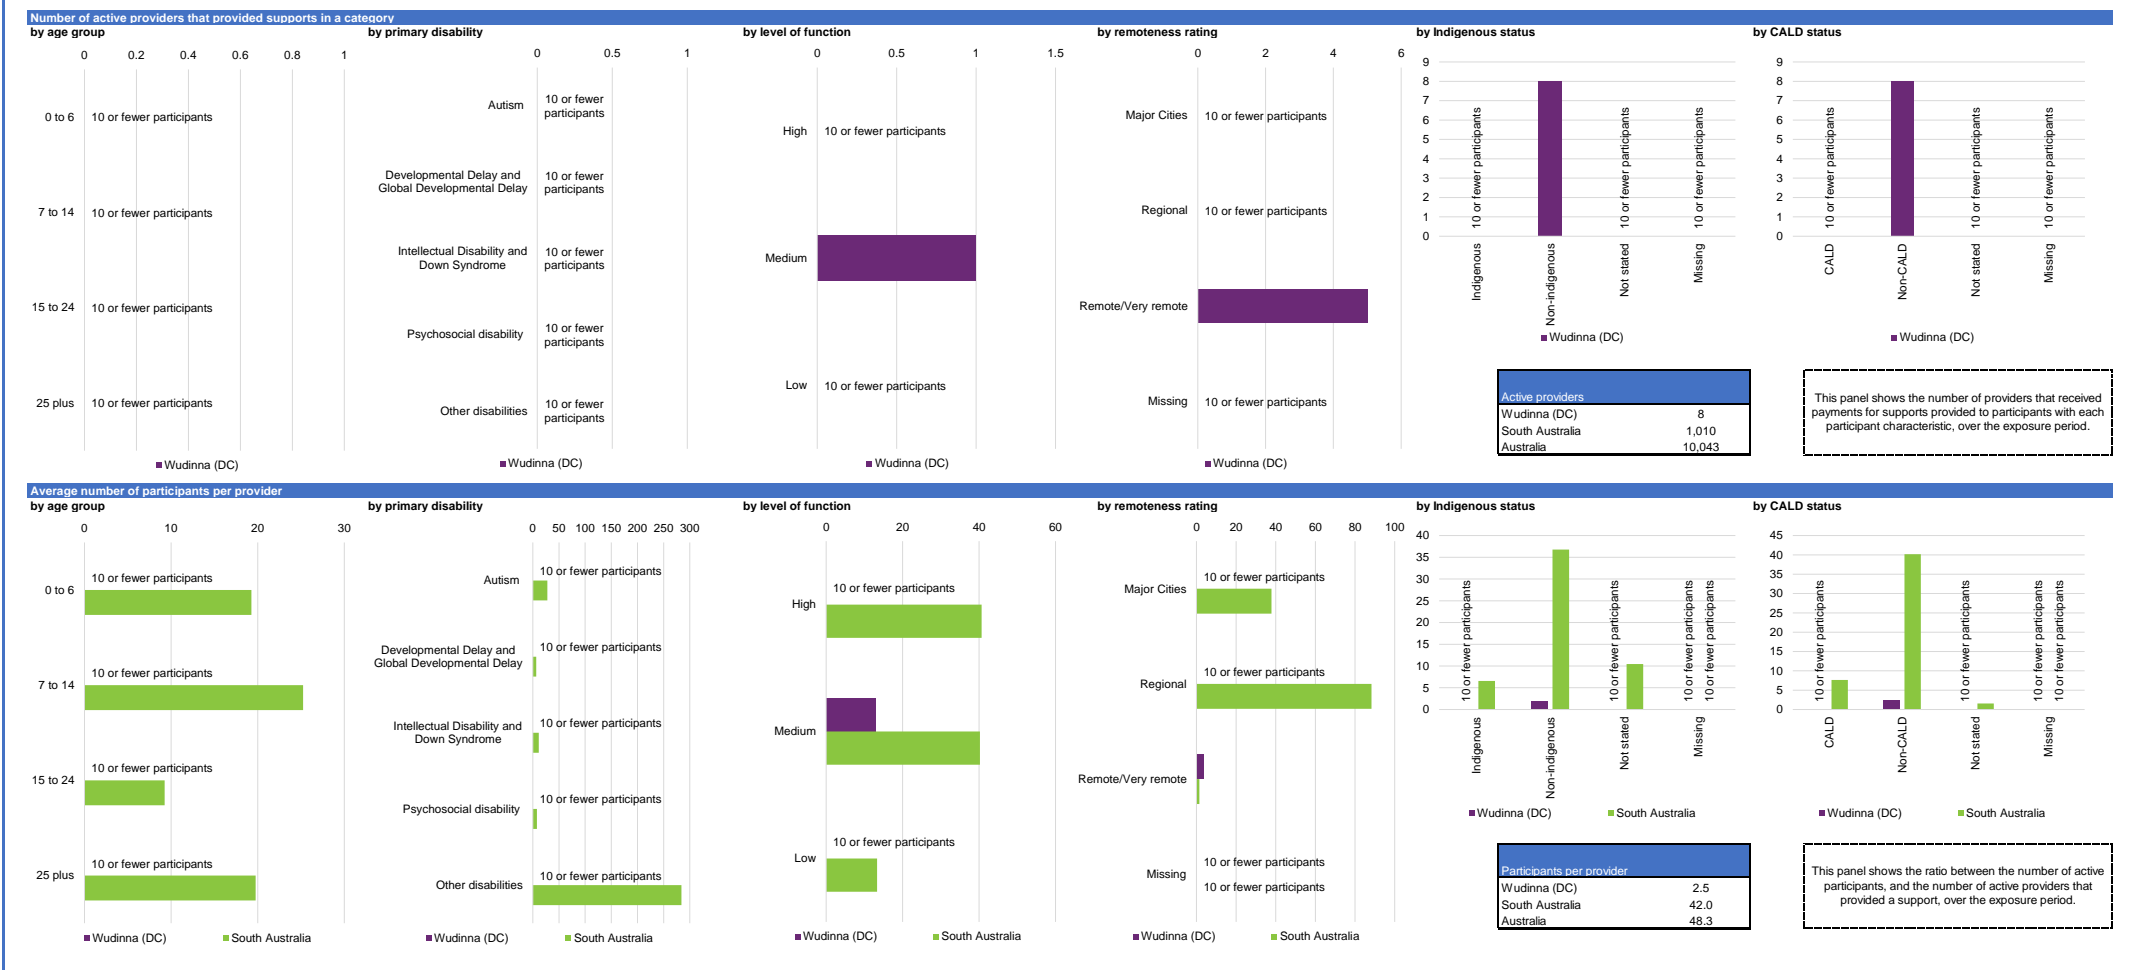 Number of active providers that provided supports in a category
by age group
0 0.2 0.4 0.6 0.8 1
0 to 6 10 or fewer participants
7 to 14 10 or fewer participants
15 to 24 10 or fewer participants
25 plus 10 or fewer participants
Wudinna (DC)
by primary disability
0 0.5 1
Autism 10 or fewer
participants
Developmental Delay and
Global Developmental Delay
10 or fewer
participants
Intellectual Disability and
Down Syndrome
10 or fewer
participants
Psychosocial disability 10 or fewer
participants
Other disabilities 10 or fewer
participants
Wudinna (DC)
by level of function
0 0.5 1 1.5
High 10 or fewer participants
Medium
Low 10 or fewer participants
Wudinna (DC)
by remoteness rating
0 2 4 6
Major Cities 10 or fewer participants
Regional 10 or fewer participants
Remote/Very remote
Missing 10 or fewer participants
Wudinna (DC)
by Indigenous status
9
8
7
6
5
4
3
2
1
0
10 or fewer participants
10 or fewer participants
10 or fewer participants
Indigenous
Non-indigenous
Not stated
Missing
Wudinna (DC)
by CALD status
9
8
7
6
5
4
3
2
1
0
10 or fewer participants
10 or fewer participants
10 or fewer participants
CALD
Non-CALD
Not stated
Missing
Wudinna (DC)
Active providers
Wudinna (DC) 8
South Australia 1,010
Australia 10,043
This panel shows the number of providers that received
payments for supports provided to participants with each
participant characteristic, over the exposure period.
Average number of participants per provider
by age group
0 10 20 30
0 to 6 10 or fewer participants
7 to 14 10 or fewer participants
15 to 24 10 or fewer participants
25 plus 10 or fewer participants
Wudinna (DC) South Australia
by primary disability
0 50 100 150 200 250 300
Autism 10 or fewer participants
Developmental Delay and
Global Developmental Delay
10 or fewer participants
Intellectual Disability and
Down Syndrome
10 or fewer participants
Psychosocial disability 10 or fewer participants
Other disabilities 10 or fewer participants
Wudinna (DC) South Australia
by level of function
0 20 40 60
High 10 or fewer participants
Medium
Low 10 or fewer participants
Wudinna (DC) South Australia
by remoteness rating
0 20 40 60 80 100
Major Cities 10 or fewer participants
Regional 10 or fewer participants
Remote/Very remote
Missing 10 or fewer participants
10 or fewer participants
Wudinna (DC) South Australia
by Indigenous status
40
35
30
25
20
15
10
5
0
10 or fewer participants
10 or fewer participants
10 or fewer participants
10 or fewer participants
Indigenous
Non-indigenous
Not stated
Missing
Wudinna (DC) South Australia
by CALD status
45
40
35
30
25
20
15
10
5
0
10 or fewer participants
10 or fewer participants
10 or fewer participants
10 or fewer participants
CALD
Non-CALD
Not stated
Missing
Wudinna (DC) South Australia
Participants per provider
Wudinna (DC) 2.5
South Australia 42.0
Australia 48.3
This panel shows the ratio between the number of active
participants, and the number of active providers that
provided a support, over the exposure period.